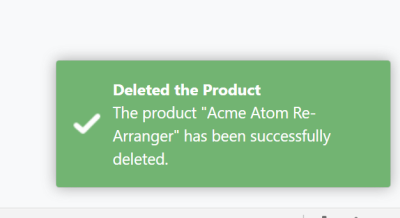 Deleted the Product
The product "Acme Atom Re-
Arranger" has been successfully
deleted.